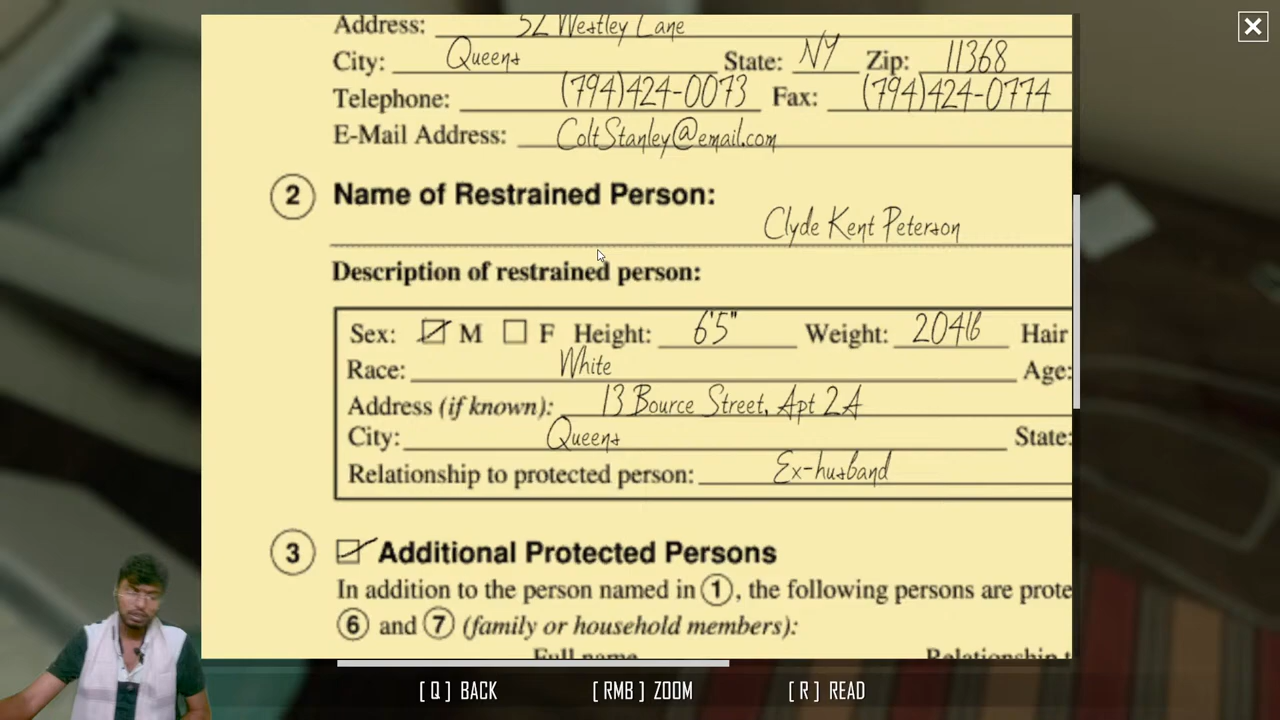 Address: 52 Westley Lane
City: Queens State: NY Zip: 11368
Telephone: (794)424-0073 Fax: (794)424-0774
E-Mail Address: ColtStanley@email.com
2 Name of Restrained Person:
Clyde Kent Peterson
Description of restrained person:
Sex: M F Height: 6'5" Weight: 204lb Hair
Race: White Age:
Address (if known): 13 Bource Street, Apt 2A
City: Queens State:
Relationship to protected person: Ex-husband
3 Additional Protected Persons
In addition to the person named in 1, the following persons are prote
6 and 7 (family or household members):
Full name Relationship t
[Q] BACK [RMB] ZOOM [R] READ